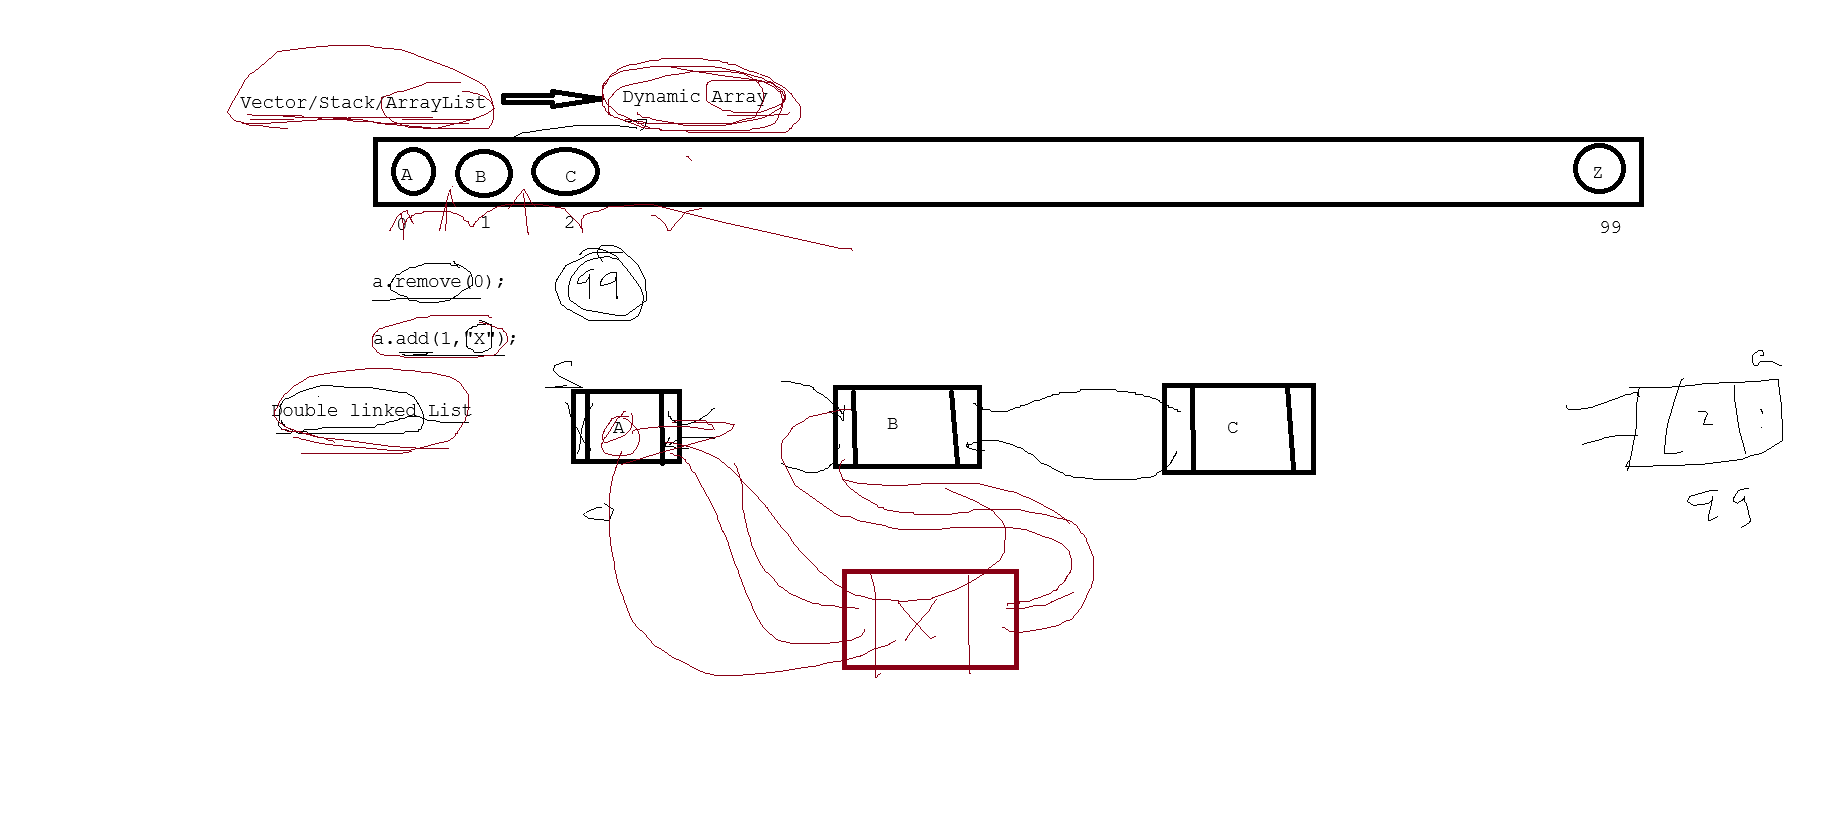 Vector/Stack/ArrayList Dynamic Array
A B C Z
0 1 2 99
a.remove(0); 99
a.add(1,"X");
Double linked List
A B C Z
99
X